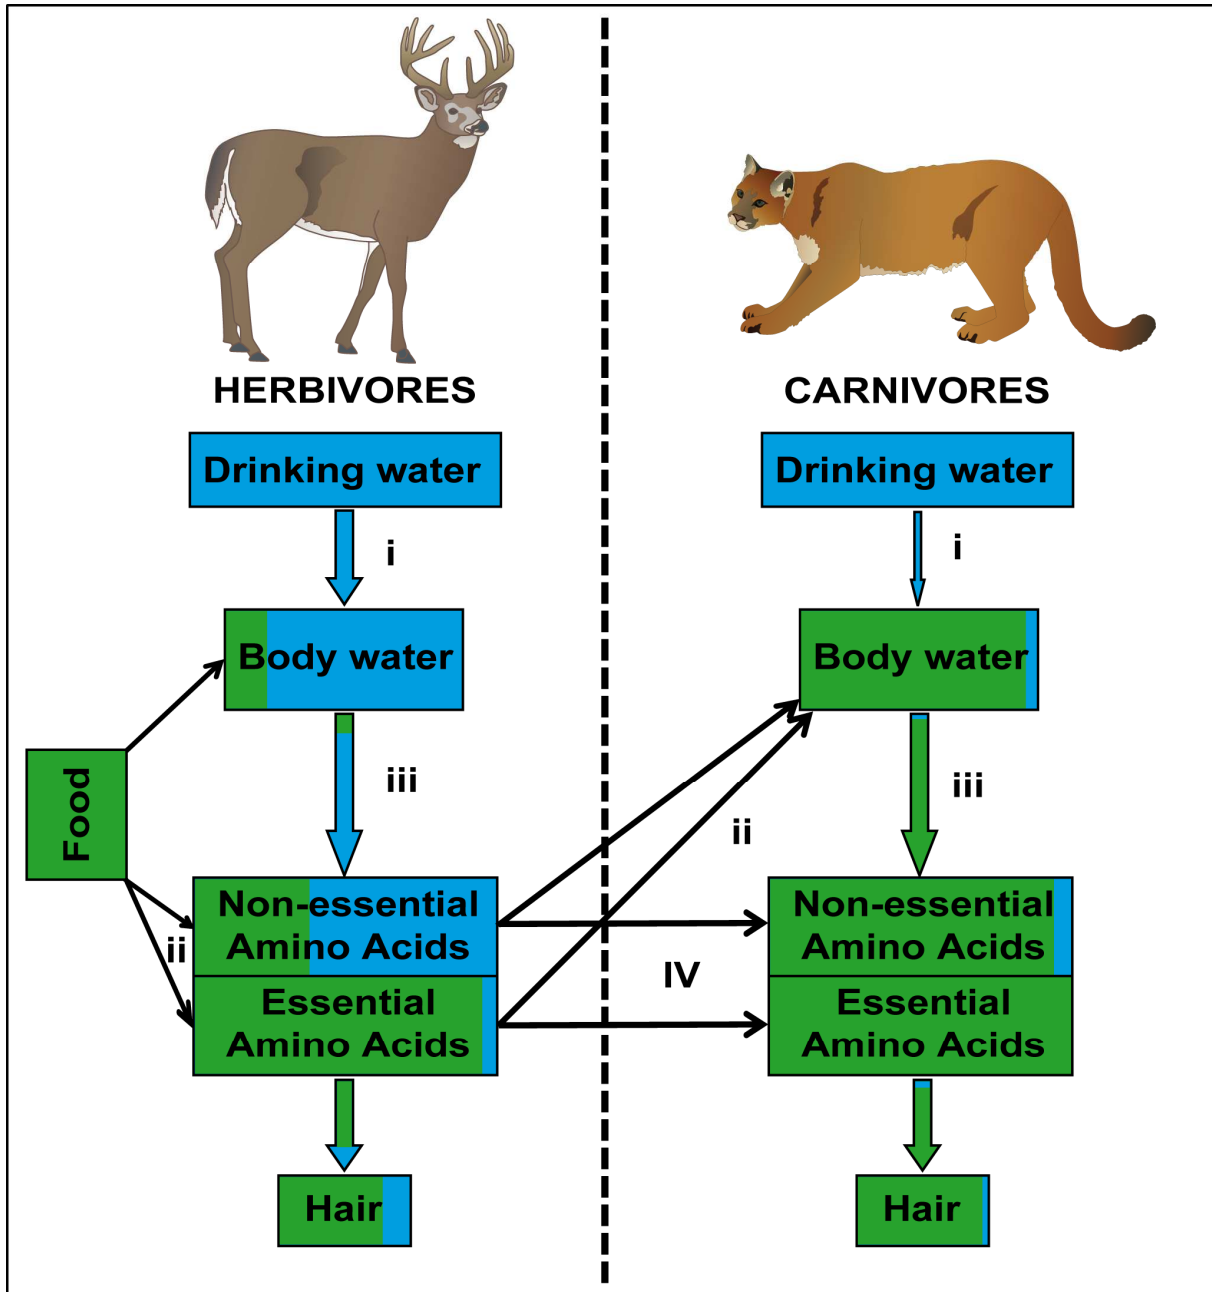 HERBIVORES
Drinking water
i
Body water
iii
Food
ii
Non-essential
Amino Acids
Essential
Amino Acids
Hair
CARNIVORES
Drinking water
i
Body water
iii
ii
IV
Non-essential
Amino Acids
Essential
Amino Acids
Hair